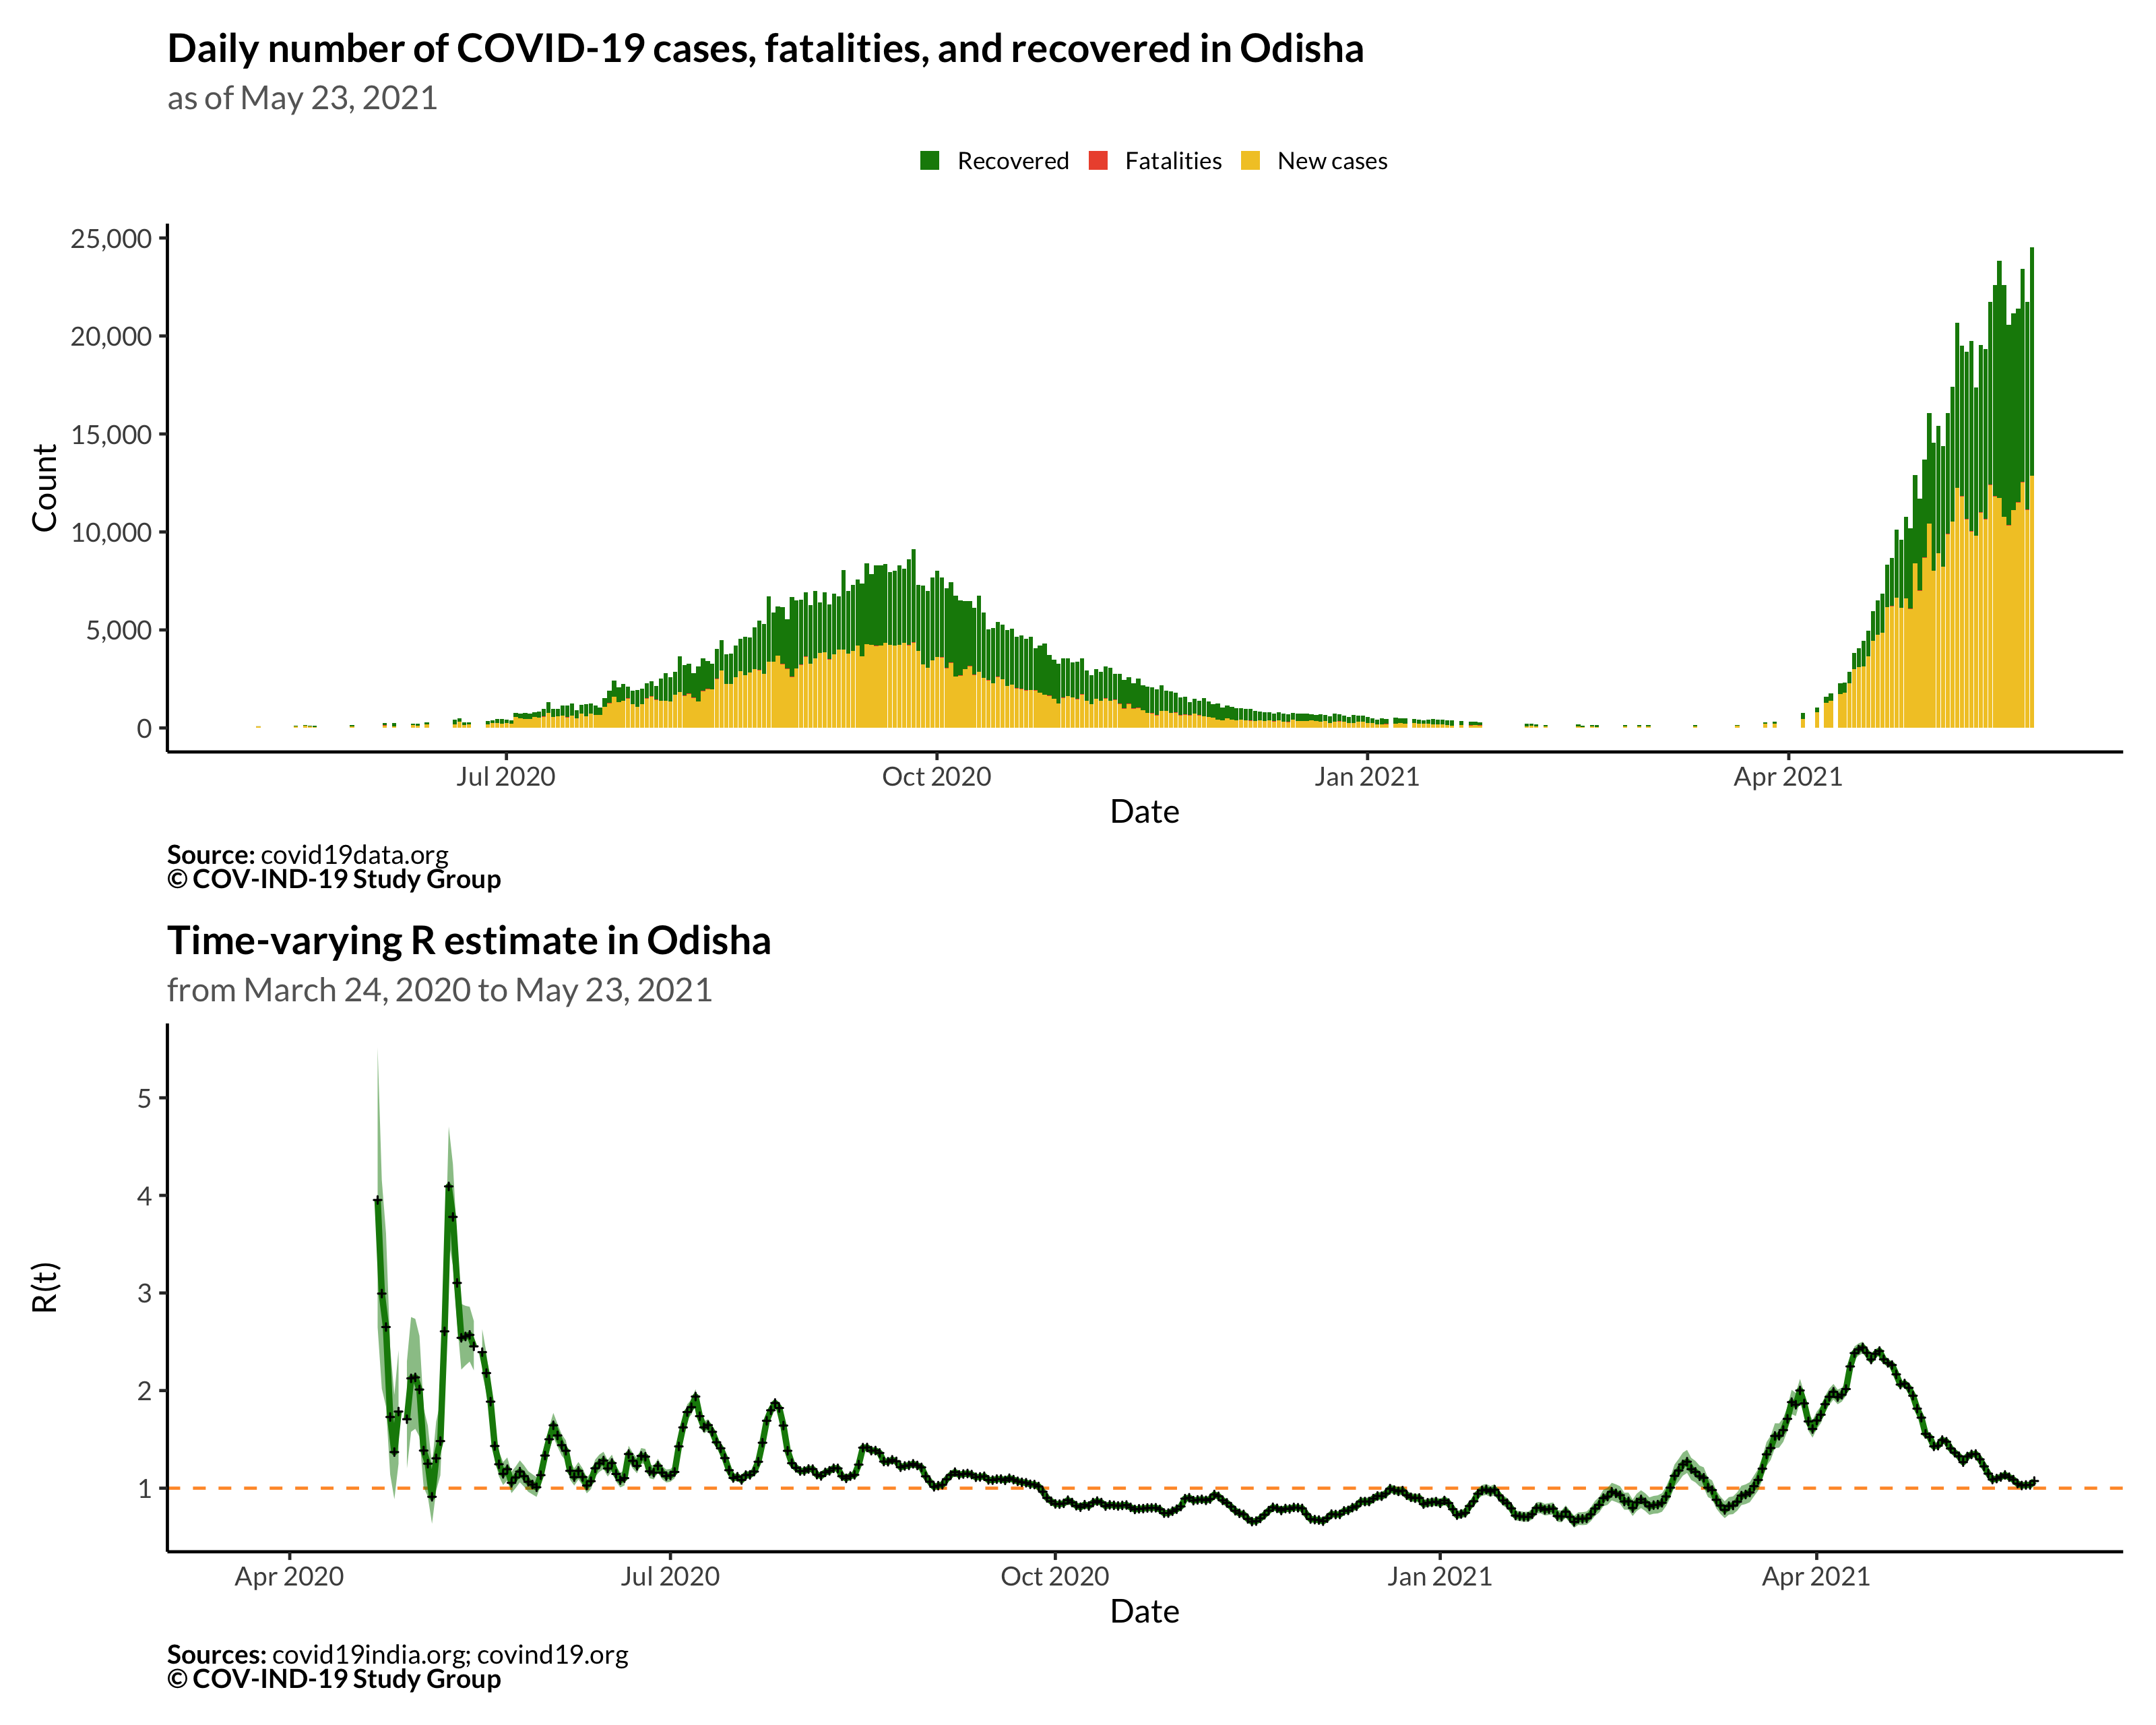 Daily number of COVID-19 cases, fatalities, and recovered in Odisha
as of May 23, 2021
Recovered Fatalities New cases
25,000
20,000
15,000
10,000
5,000
0
Count
Jul 2020 Oct 2020 Jan 2021 Apr 2021
Date
Source: covid19data.org
© COV-IND-19 Study Group
Time-varying R estimate in Odisha
from March 24, 2020 to May 23, 2021
5
4
3
2
1
R(t)
Apr 2020 Jul 2020 Oct 2020 Jan 2021 Apr 2021
Date
Sources: covid19india.org; covind19.org
© COV-IND-19 Study Group